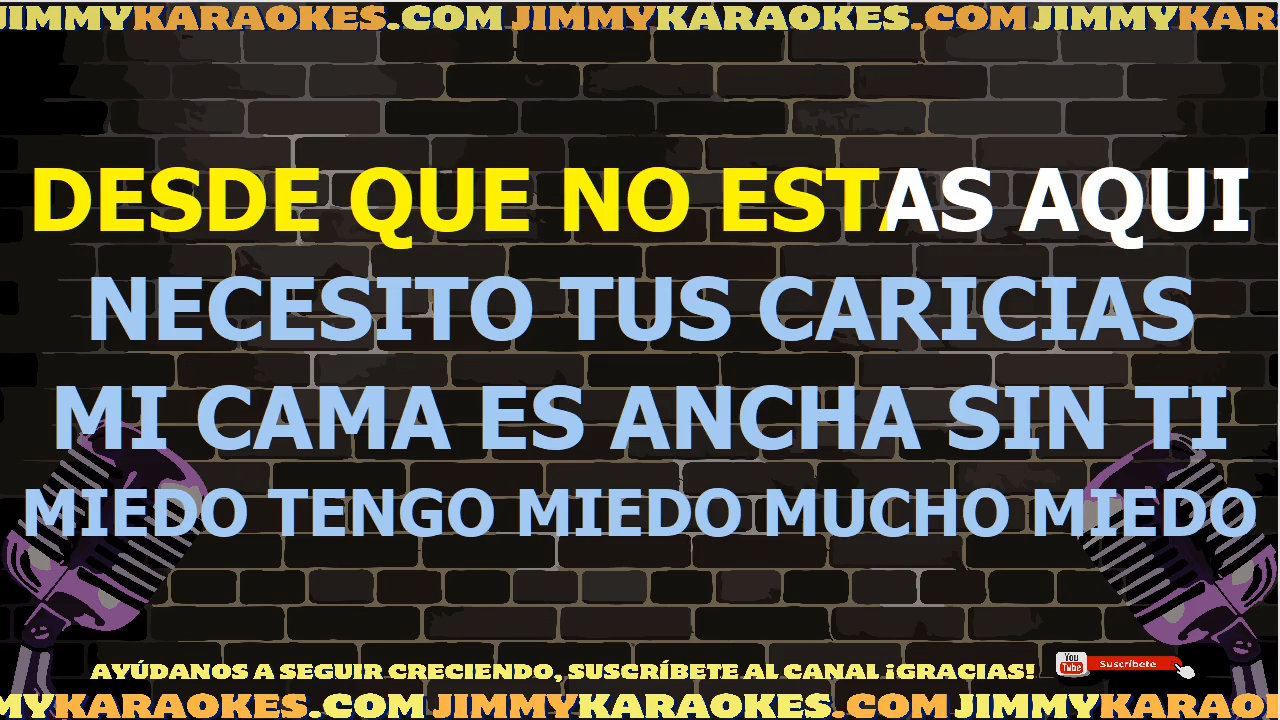 JIMMYKARAOKES.COM JIMMYKARAOKES.COM JIMMYKAR
DESDE QUE NO ESTAS AQUI
NECESITO TUS CARICIAS
MI CAMA ES ANCHA SIN TI
MIEDO TENGO MIEDO MUCHO MIEDO
AYÚDANOS A SEGUIR CRECIENDO, SUSCRÍBETE AL CANAL ¡GRACIAS!
You Tube Suscríbete
MYKARAOKES.COM JIMMYKARAOKES.COM JIMMYKARAO